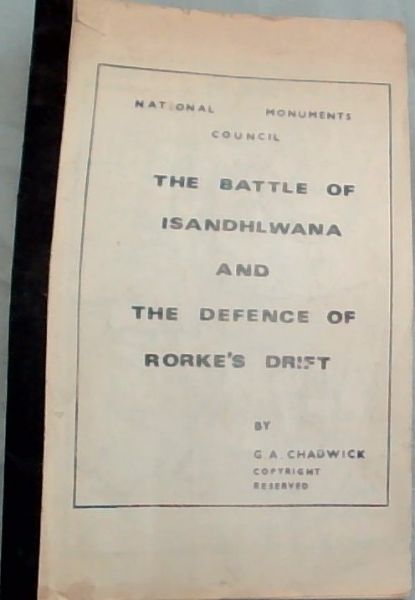 NATIONAL MONUMENTS
COUNCIL
THE BATTLE OF
ISANDHLWANA
AND
THE DEFENCE OF
RORKE'S DRIFT
BY
G. A. CHADWICK
COPYRIGHT
RESERVED